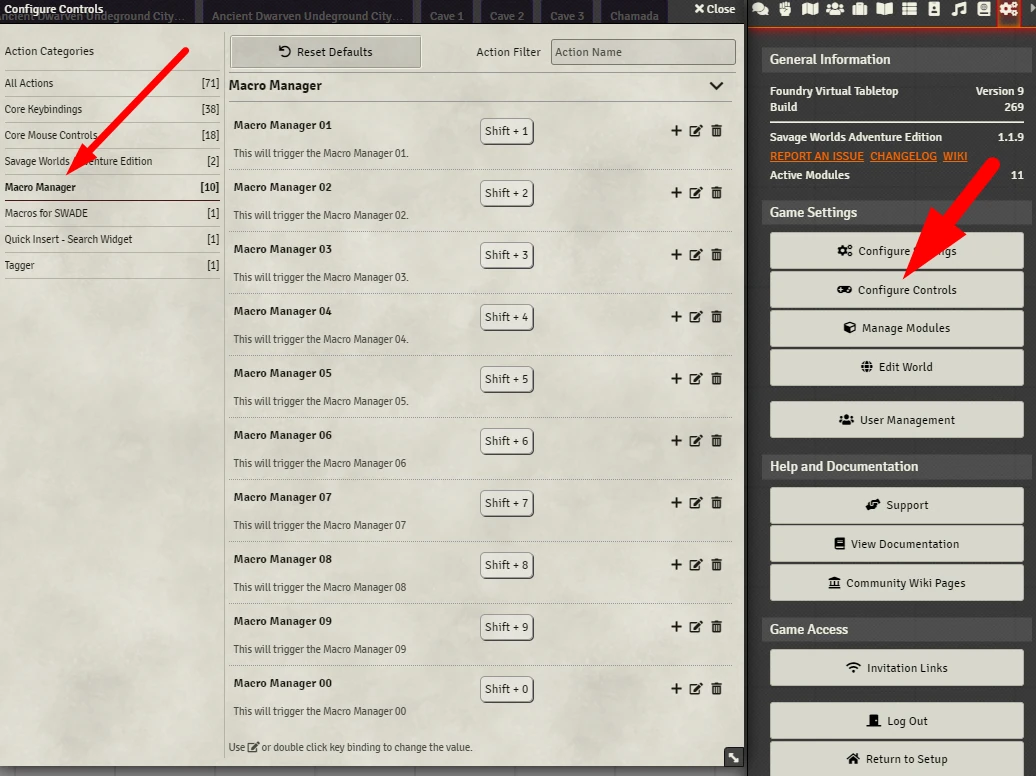 Configure Controls
Close
Ancient Dwarven Undeground City...
Ancient Dwarven Undeground City...
Cave 1
Cave 2
Cave 3
Chamada
Action Categories
All Actions [71]
Core Keybindings [38]
Core Mouse Controls [18]
Savage Worlds Adventure Edition [2]
Macro Manager [10]
Macros for SWADE [1]
Quick Insert - Search Widget [1]
Tagger [1]
Reset Defaults
Action Filter
Action Name
Macro Manager
Macro Manager 01
Shift + 1
This will trigger the Macro Manager 01.
Macro Manager 02
Shift + 2
This will trigger the Macro Manager 02.
Macro Manager 03
Shift + 3
This will trigger the Macro Manager 03.
Macro Manager 04
Shift + 4
This will trigger the Macro Manager 04.
Macro Manager 05
Shift + 5
This will trigger the Macro Manager 05.
Macro Manager 06
Shift + 6
This will trigger the Macro Manager 06
Macro Manager 07
Shift + 7
This will trigger the Macro Manager 07
Macro Manager 08
Shift + 8
This will trigger the Macro Manager 08
Macro Manager 09
Shift + 9
This will trigger the Macro Manager 09
Macro Manager 00
Shift + 0
This will trigger the Macro Manager 00
Use or double click key binding to change the value.
General Information
Foundry Virtual Tabletop Version 9
Build 269
Savage Worlds Adventure Edition 1.1.9
REPORT AN ISSUE CHANGELOG WIKI
Active Modules 11
Game Settings
Configure Settings
Configure Controls
Manage Modules
Edit World
User Management
Help and Documentation
Support
View Documentation
Community Wiki Pages
Game Access
Invitation Links
Log Out
Return to Setup